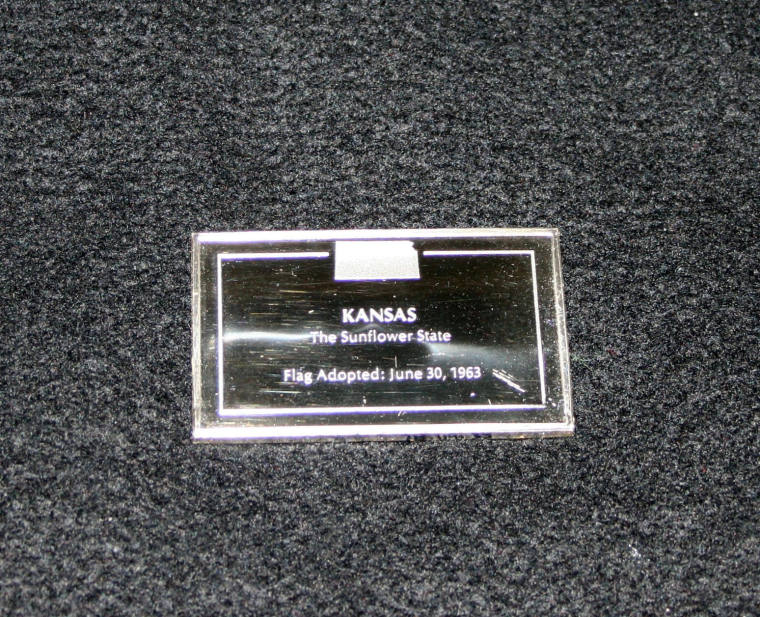 KANSAS
The Sunflower State
Flag Adopted: June 30, 1963